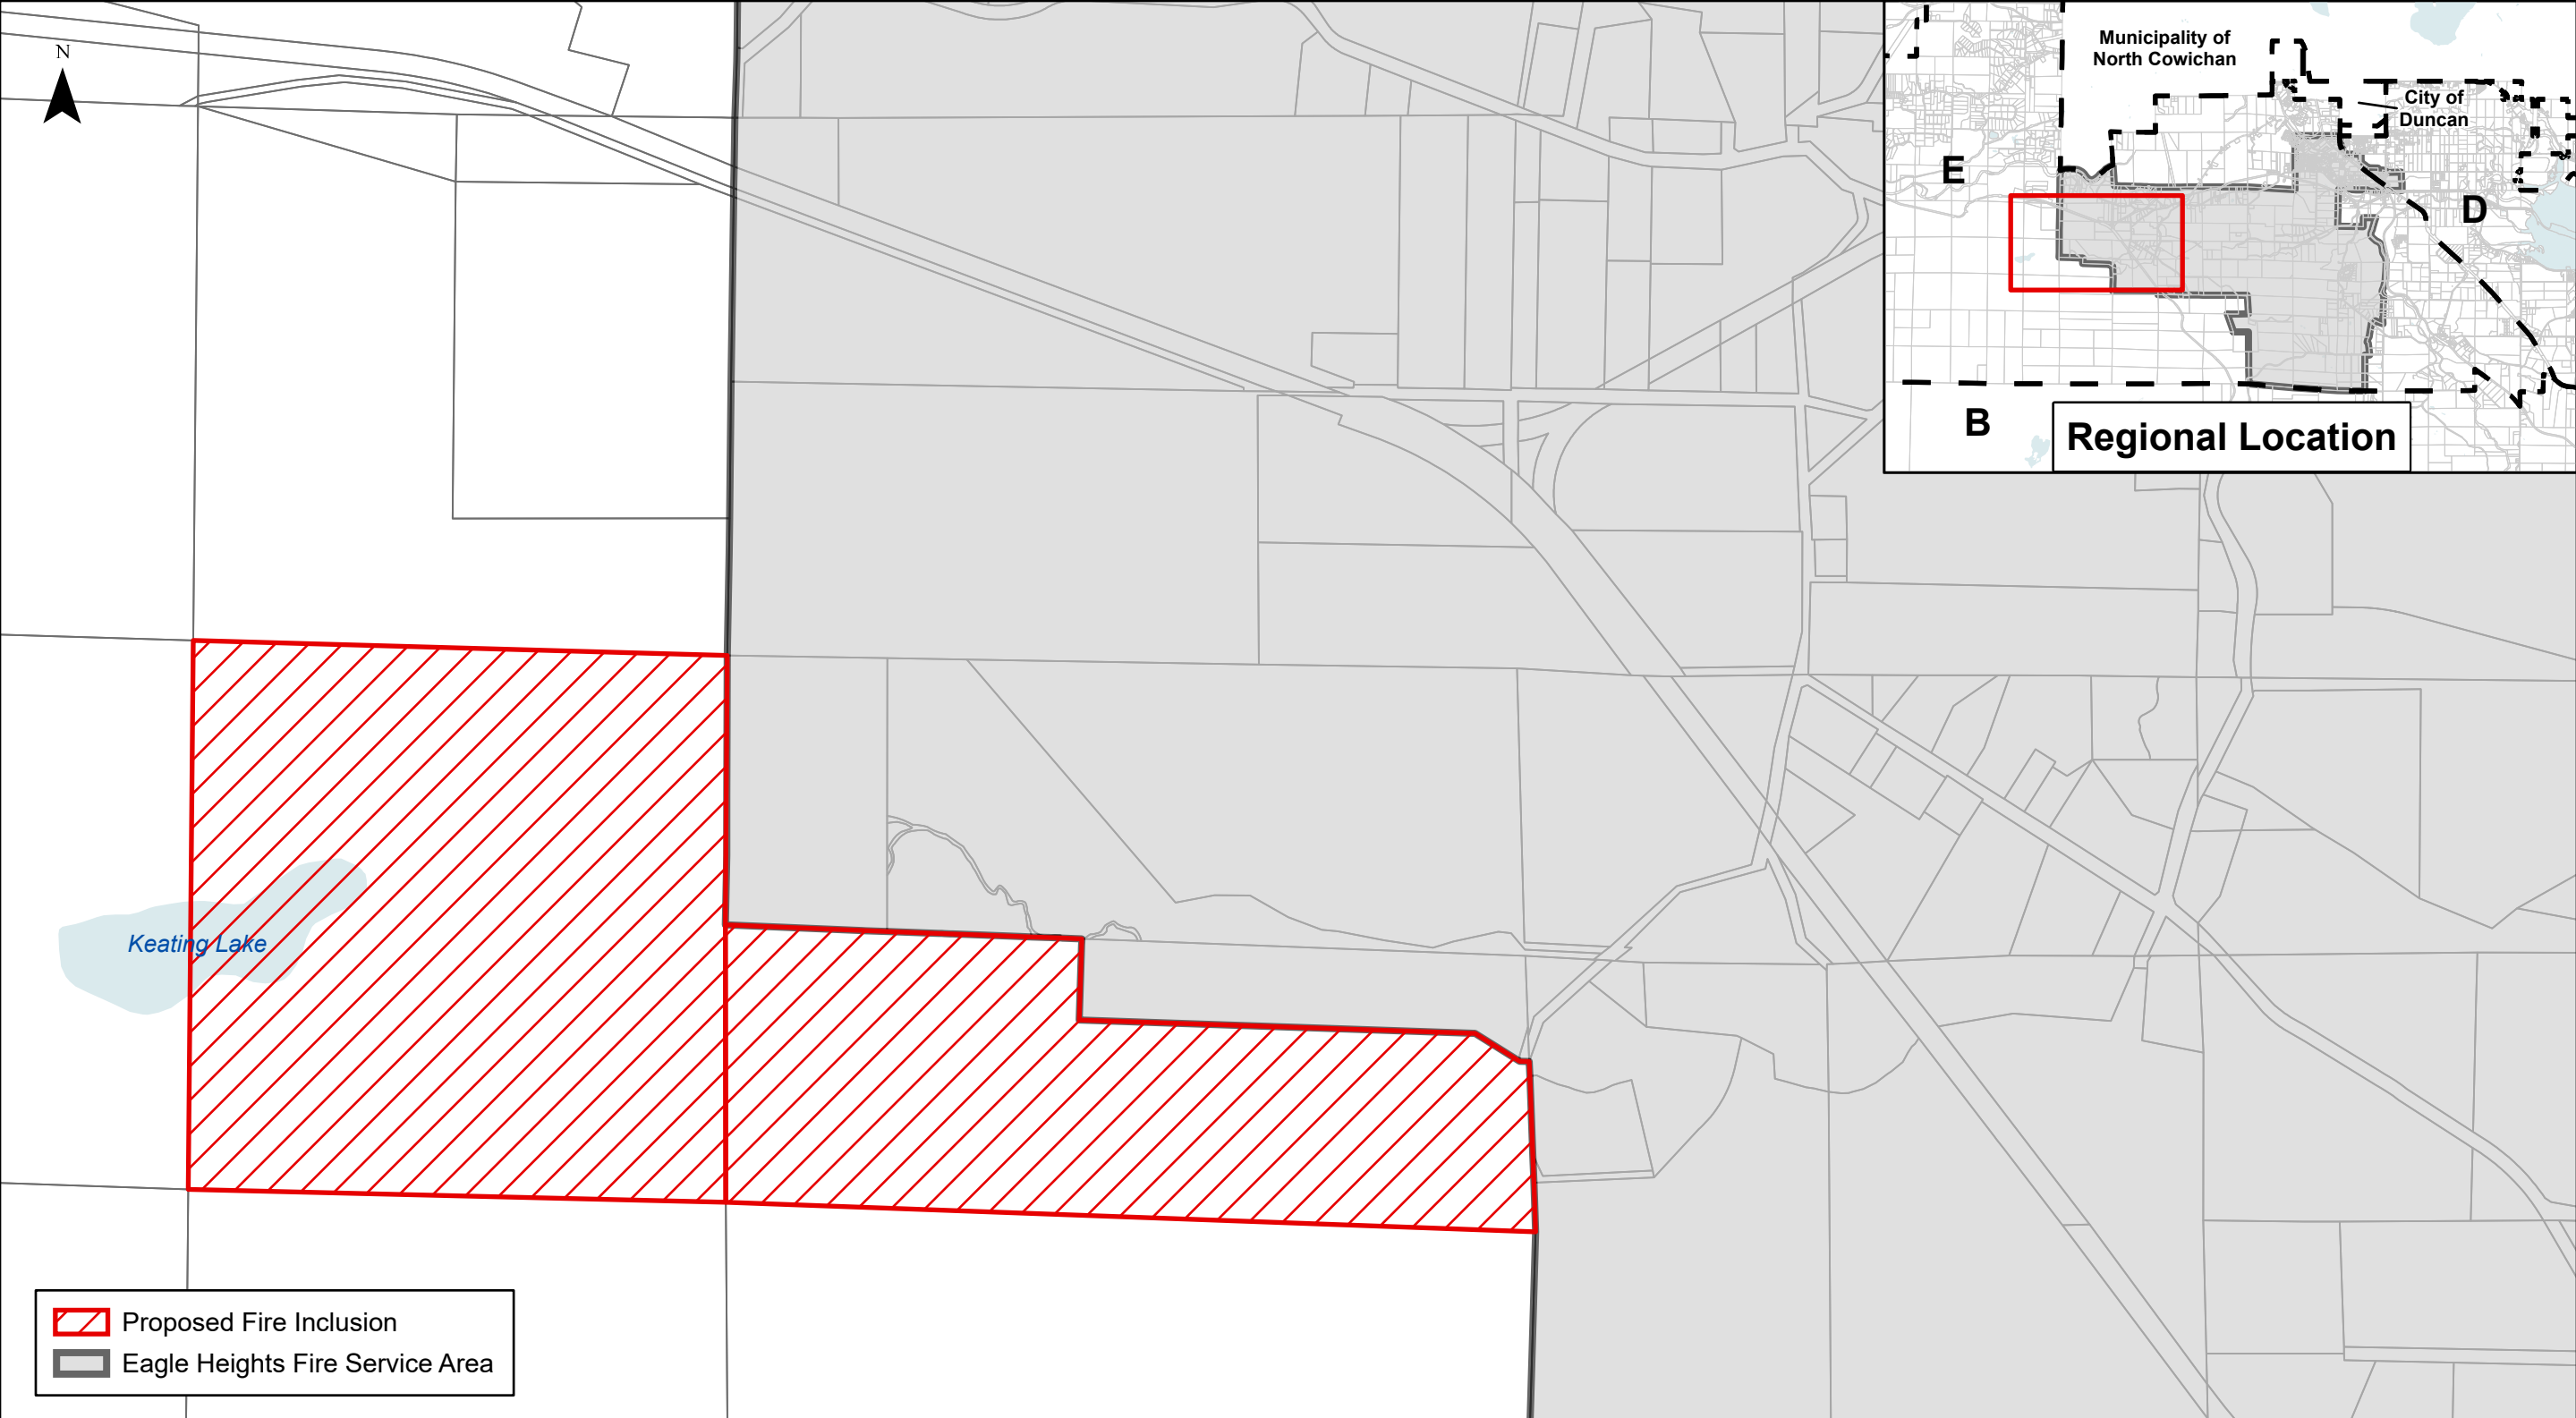 N
Municipality of
North Cowichan
City of
Duncan
E
D
B
Regional Location
Keating Lake
Proposed Fire Inclusion
Eagle Heights Fire Service Area